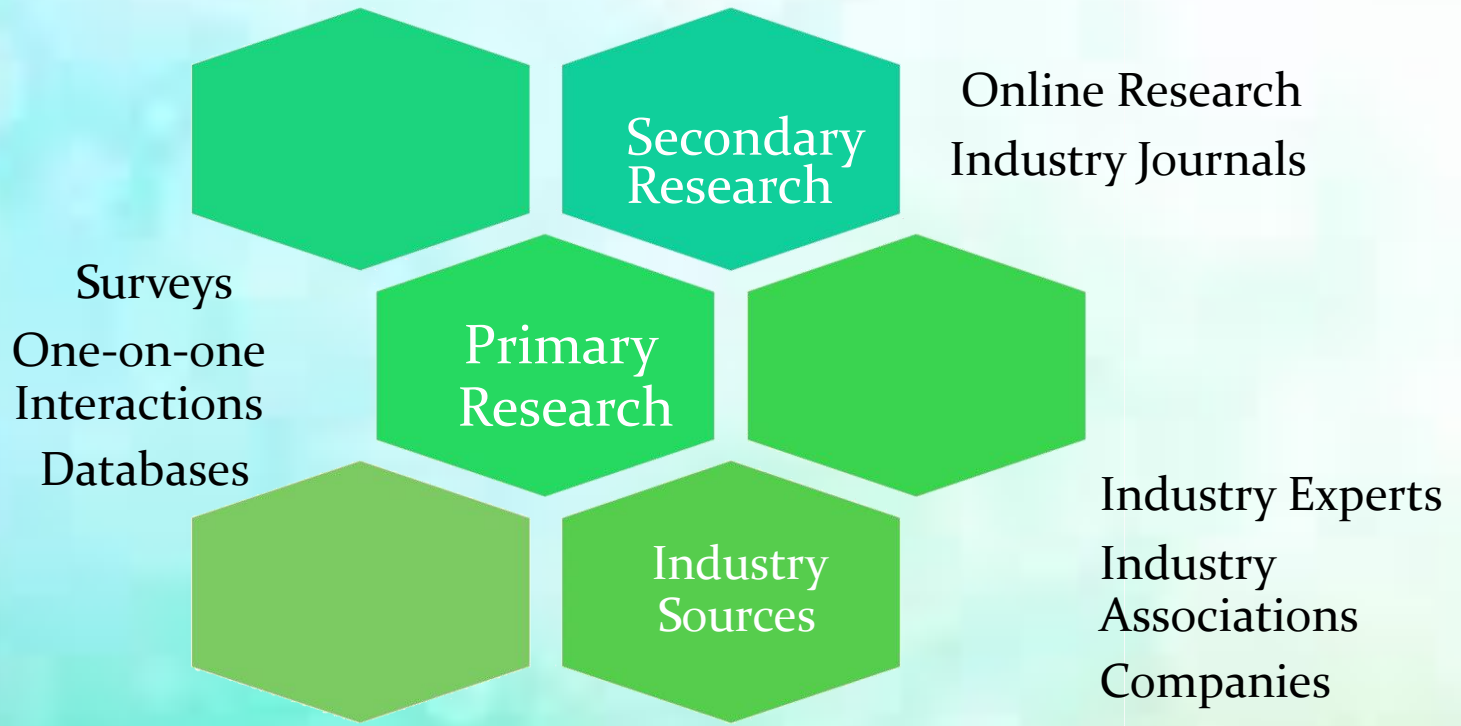 Secondary
Research
Online Research
Industry Journals
Surveys
One-on-one
Interactions
Databases
Primary
Research
Industry
Sources
Industry Experts
Industry
Associations
Companies